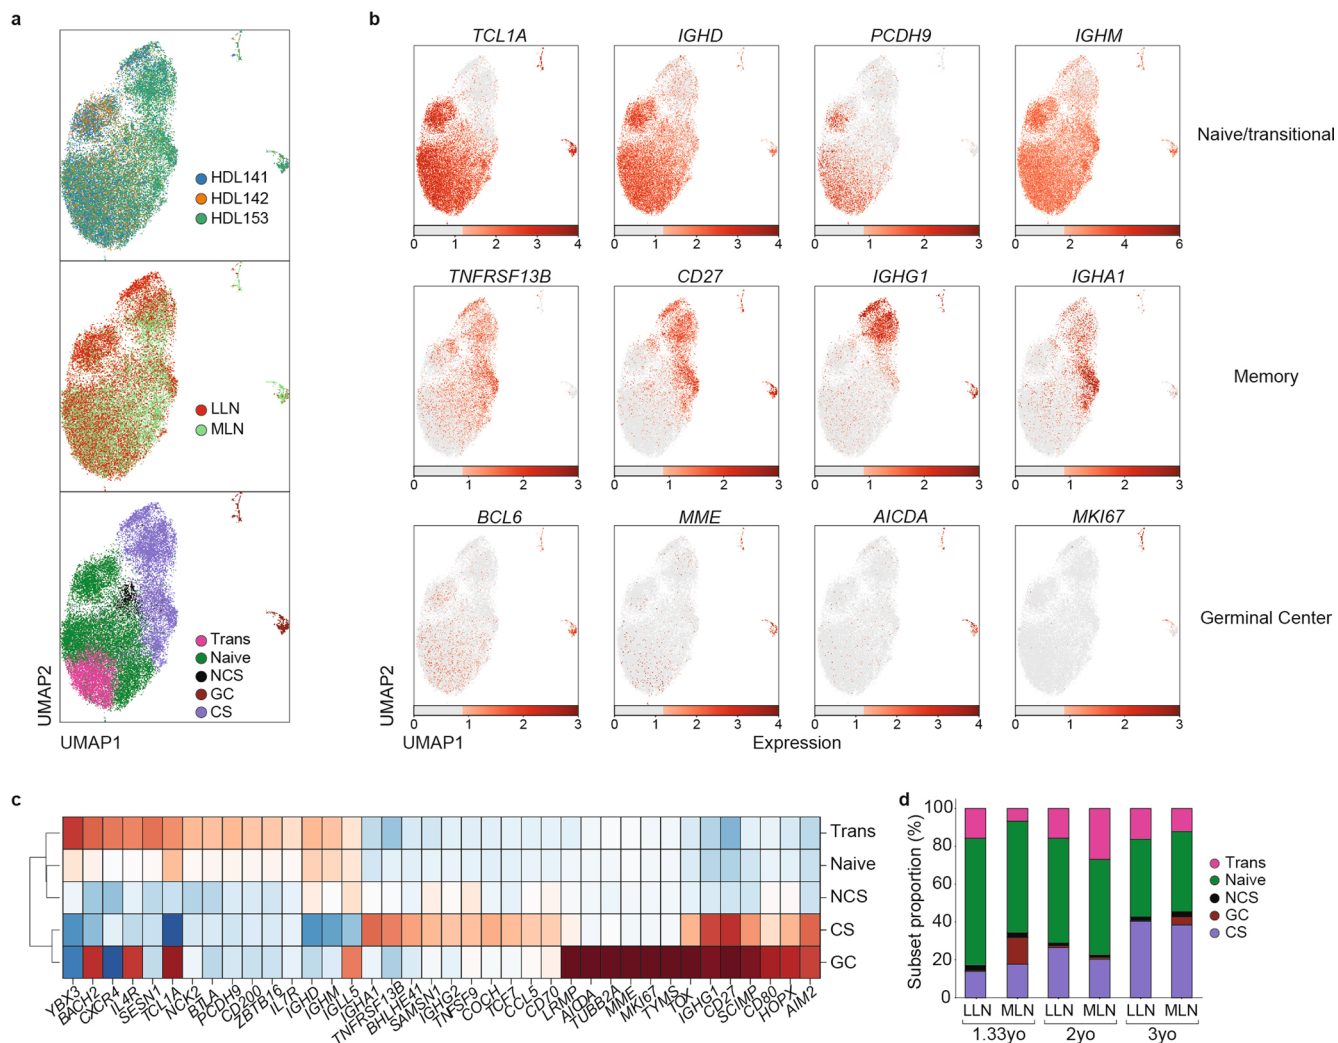 a
HDL141
HDL142
HDL153
LLN
MLN
Trans
Naive
NCS
GC
CS
UMAP2
UMAP1
b
TCL1A IGHD PCDH9 IGHM
0 1 2 3 4 0 1 2 3 4 0 1 2 3 0 2 4 6
Naive/transitional
TNFRSF13B CD27 IGHG1 IGHA1
0 1 2 3 0 1 2 3 0 1 2 3 0 1 2 3
Memory
BCL6 MME AICDA MKI67
0 1 2 3 0 1 2 3 4 0 1 2 3 4 0 1 2 3
Germinal Center
UMAP2
UMAP1
Expression
c
Trans
Naive
NCS
CS
GC
YBX3 BACH2 CXCR4 IL4R SESN1 TCL1A NCK2 BTLA PCDH9 CD200 ZBTB16 IL7R IGHD IGHM IGLL5 IGHA1 TNFRSF13B BHLHE41 SAMSN1 IGHG2 TNFSF9 COCH TCF7 CCL5 CD70 LRMP AICDA TUBB2A MME MKI67 TYMS TOX IGHG1 CD27 SCIMP CD80 HOPX AIM2
d
Subset proportion (%)
100
80
60
40
20
0
LLN MLN LLN MLN LLN MLN
1.33yo 2yo 3yo
Trans
Naive
NCS
GC
CS